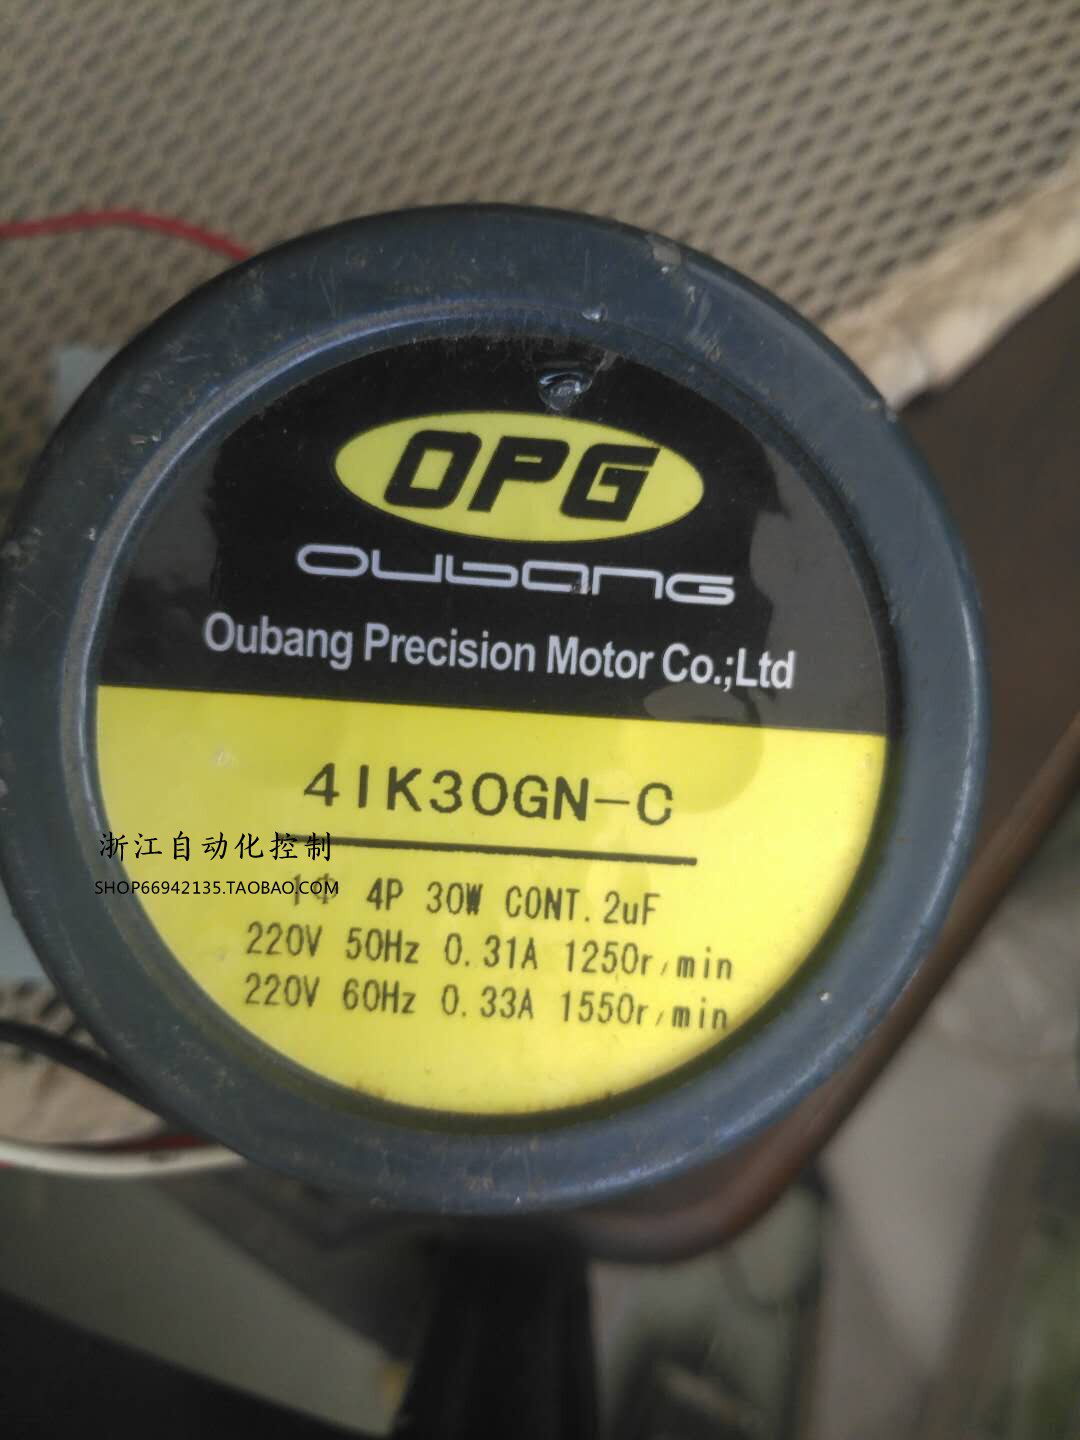 OPG
OUBANG
Oubang Precision Motor Co.;Ltd
4IK30GN-C
浙江自动化控制
SHOP66942135.TAOBAO.COM
1Φ 4P 30W CONT. 2uF
220V 50Hz 0.31A 1250r/min
220V 60Hz 0.33A 1550r/min